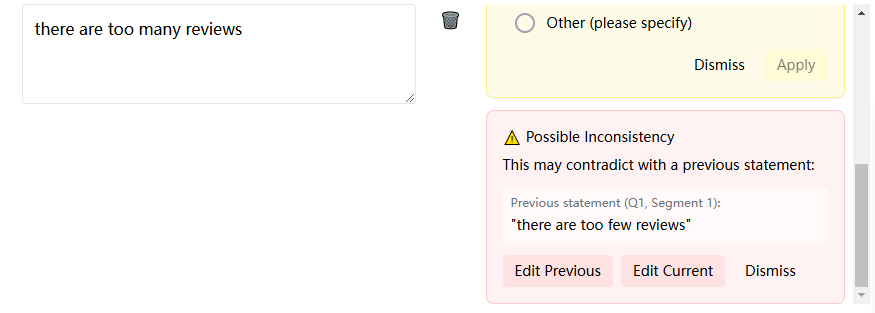 there are too many reviews
Other (please specify)
Dismiss Apply
⚠ Possible Inconsistency
This may contradict with a previous statement:
Previous statement (Q1, Segment 1):
"there are too few reviews"
Edit Previous Edit Current Dismiss